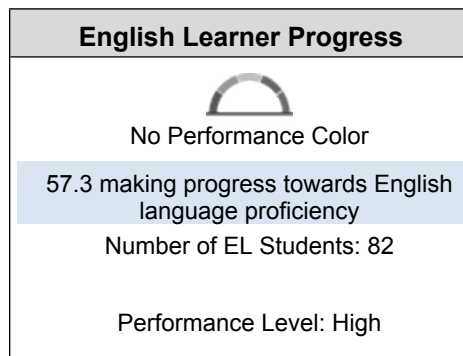 English Learner Progress
No Performance Color
57.3 making progress towards English
language proficiency
Number of EL Students: 82
Performance Level: High